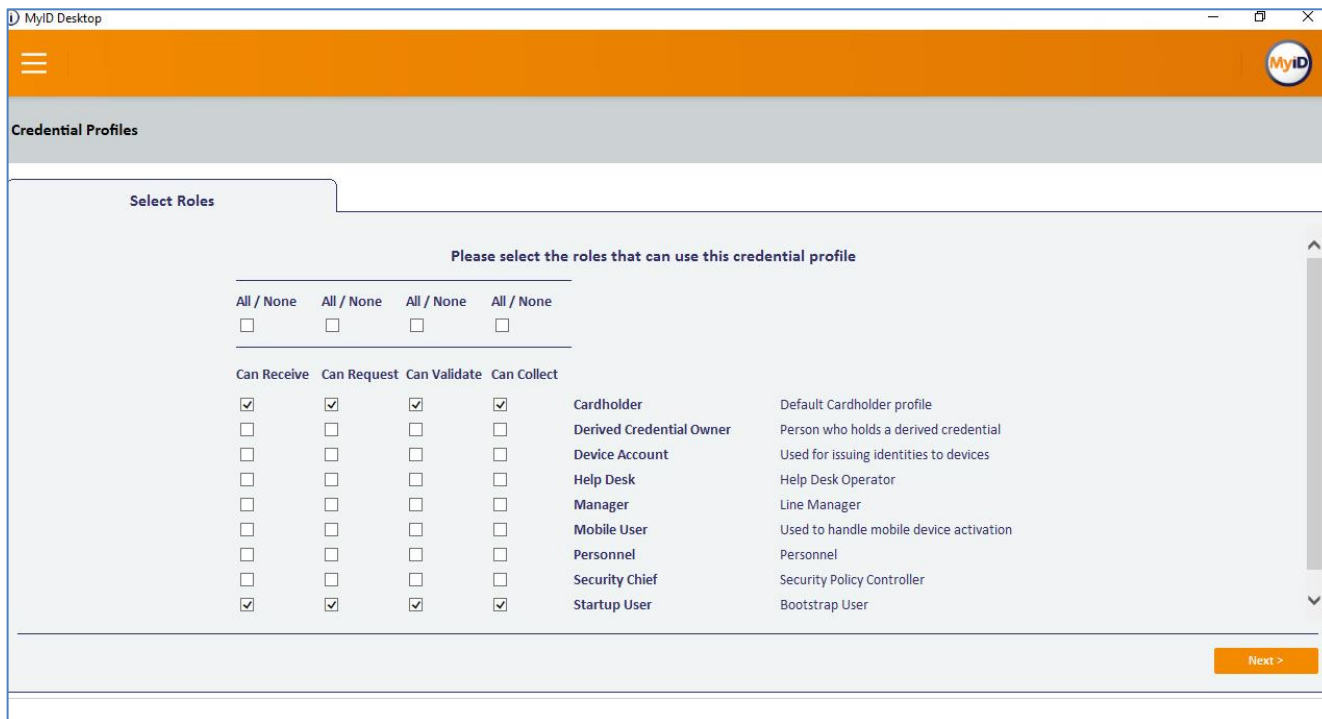 MyID Desktop
MyID
Credential Profiles
Select Roles
Please select the roles that can use this credential profile
All / None All / None All / None All / None
Can Receive Can Request Can Validate Can Collect
Cardholder Default Cardholder profile
Derived Credential Owner Person who holds a derived credential
Device Account Used for issuing identities to devices
Help Desk Help Desk Operator
Manager Line Manager
Mobile User Used to handle mobile device activation
Personnel Personnel
Security Chief Security Policy Controller
Startup User Bootstrap User
Next >